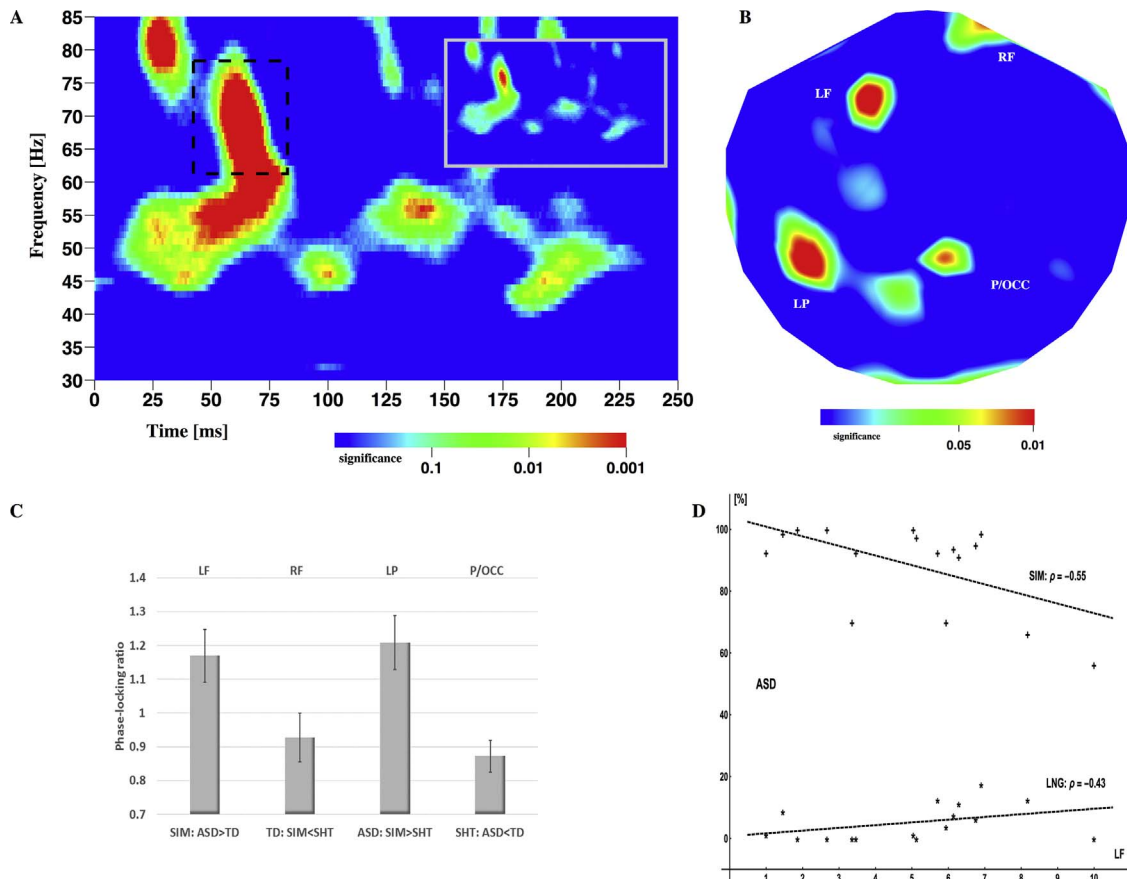 A
Frequency [Hz]
85
80
75
70
65
60
55
50
45
40
35
30
0 25 50 75 100 125 150 175 200 225 250
Time [ms]
significance
0.1 0.01 0.001
B
RF
LF
LP
P/OCC
significance
0.05 0.01
C
LF RF LP P/OCC
Phase-locking ratio
1.4
1.3
1.2
1.1
1
0.9
0.8
0.7
SIM: ASD>TD TD: SIM<SHT ASD: SIM>SHT SHT: ASD<TD
D
[%]
100
80
60
40
20
0
SIM: ρ = −0.55
ASD
LNG: ρ = −0.43
LF
1 2 3 4 5 6 7 8 9 10